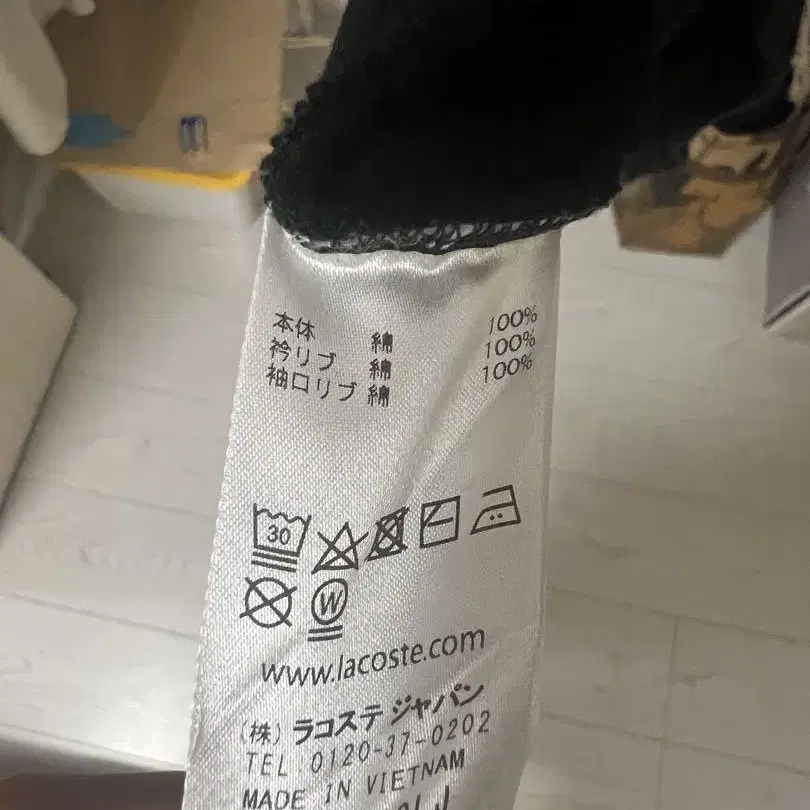 本体 綿 100%
衿リブ 綿 100%
袖口リブ 綿 100%
30
W
www.lacoste.com
(株) ラコステ ジャパン
TEL 0120-37-0202
MADE IN VIETNAM